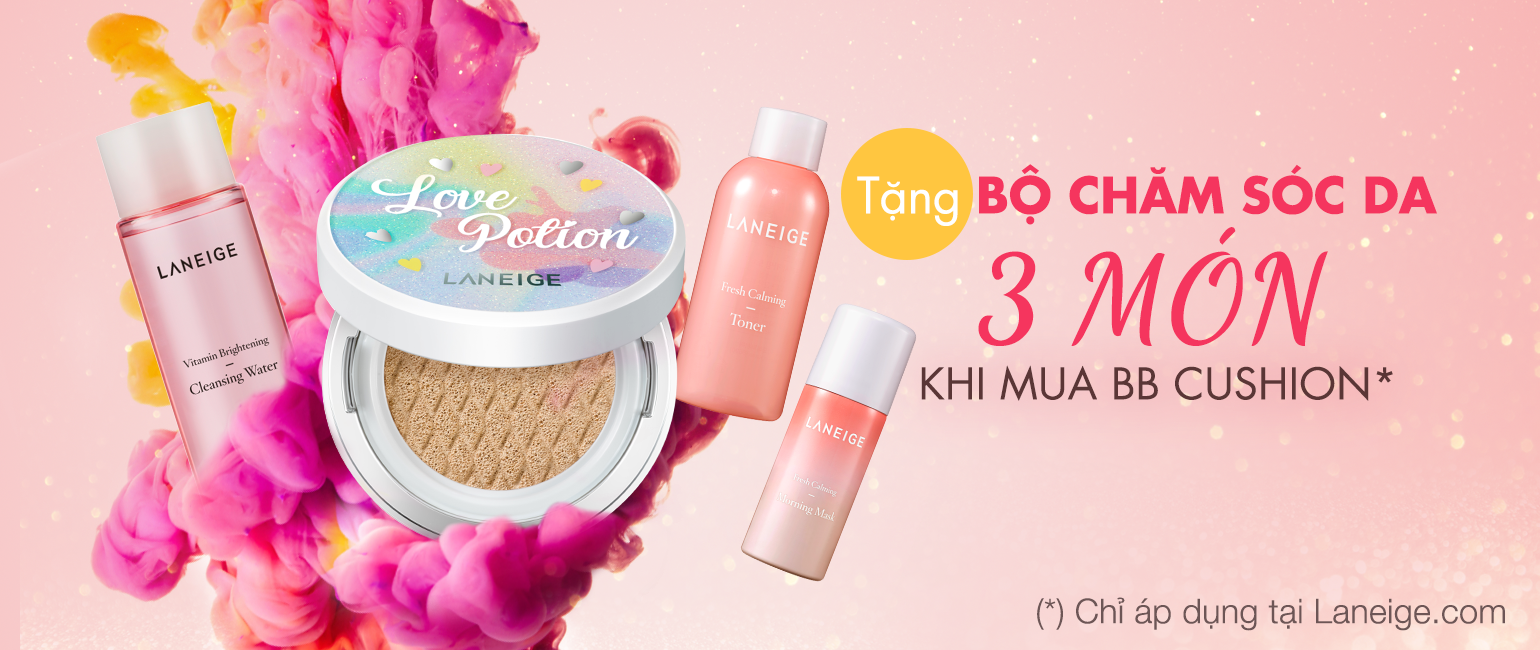 LANEIGE
Vitamin Brightening
Cleansing Water
Love
Potion
LANEIGE
LANEIGE
Fresh Calming
Toner
LANEIGE
Fresh Calming
Morning Mask
Tặng BỘ CHĂM SÓC DA
3 MÓN
KHI MUA BB CUSHION*
(*) Chỉ áp dụng tại Laneige.com